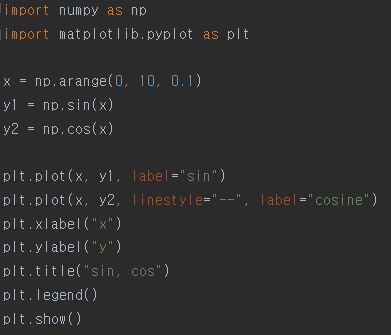 import numpy as np
import matplotlib.pyplot as plt
x = np.arange(0, 10, 0.1)
y1 = np.sin(x)
y2 = np.cos(x)
plt.plot(x, y1, label="sin")
plt.plot(x, y2, linestyle="--", label="cosine")
plt.xlabel("x")
plt.ylabel("y")
plt.title("sin, cos")
plt.legend()
plt.show()